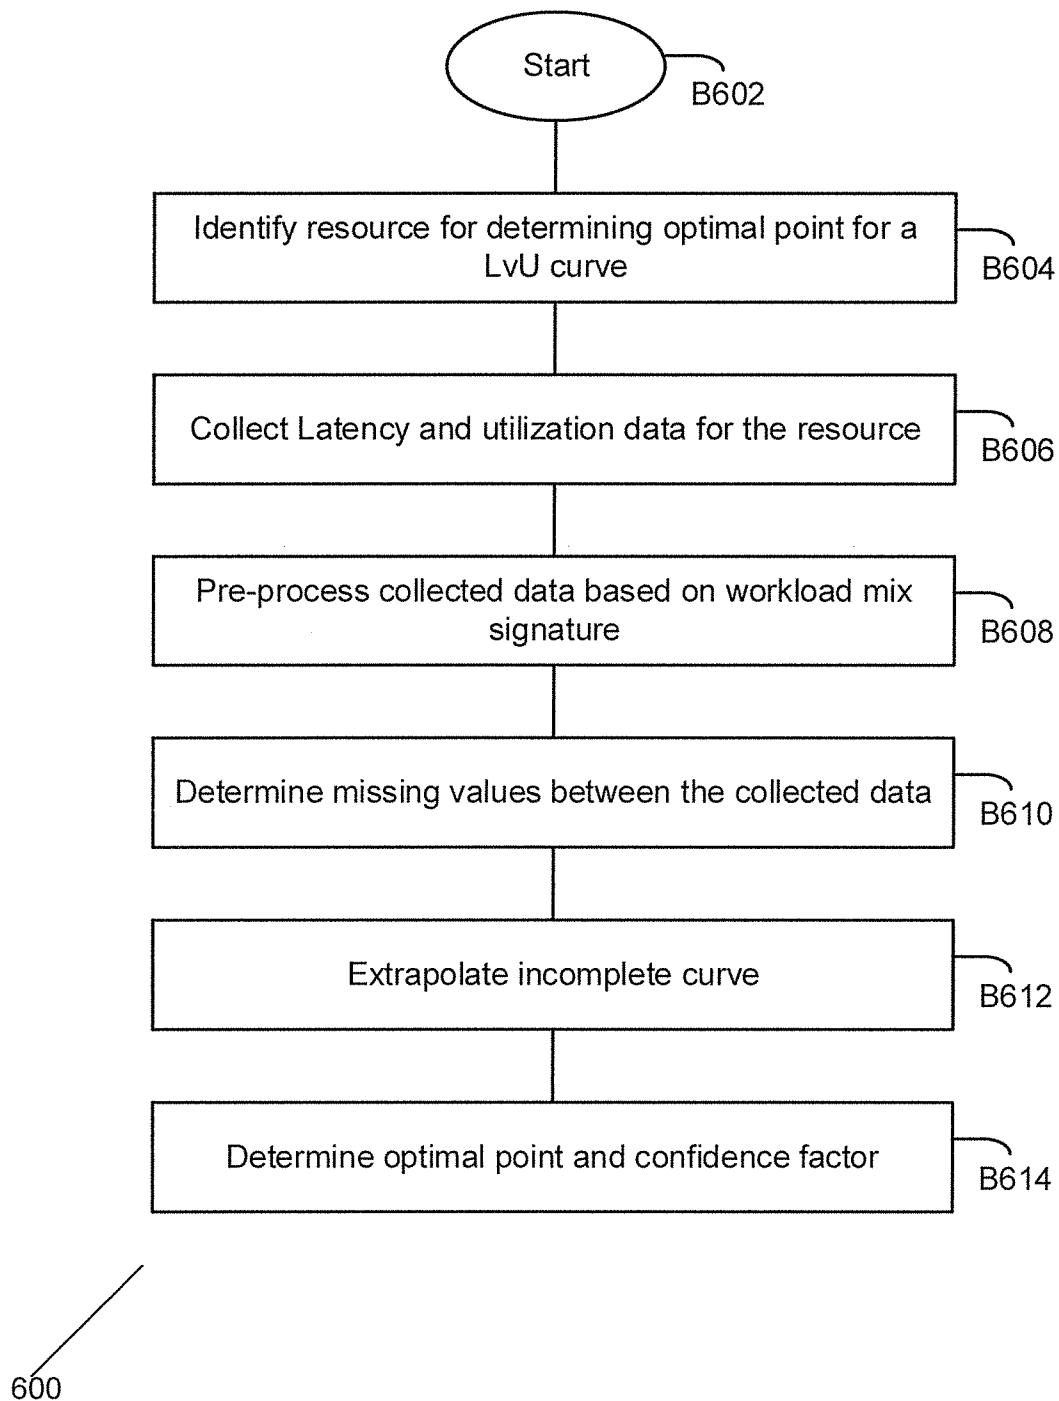 Start
B602
Identify resource for determining optimal point for a
LvU curve
B604
Collect Latency and utilization data for the resource
B606
Pre-process collected data based on workload mix
signature
B608
Determine missing values between the collected data
B610
Extrapolate incomplete curve
B612
Determine optimal point and confidence factor
B614
600